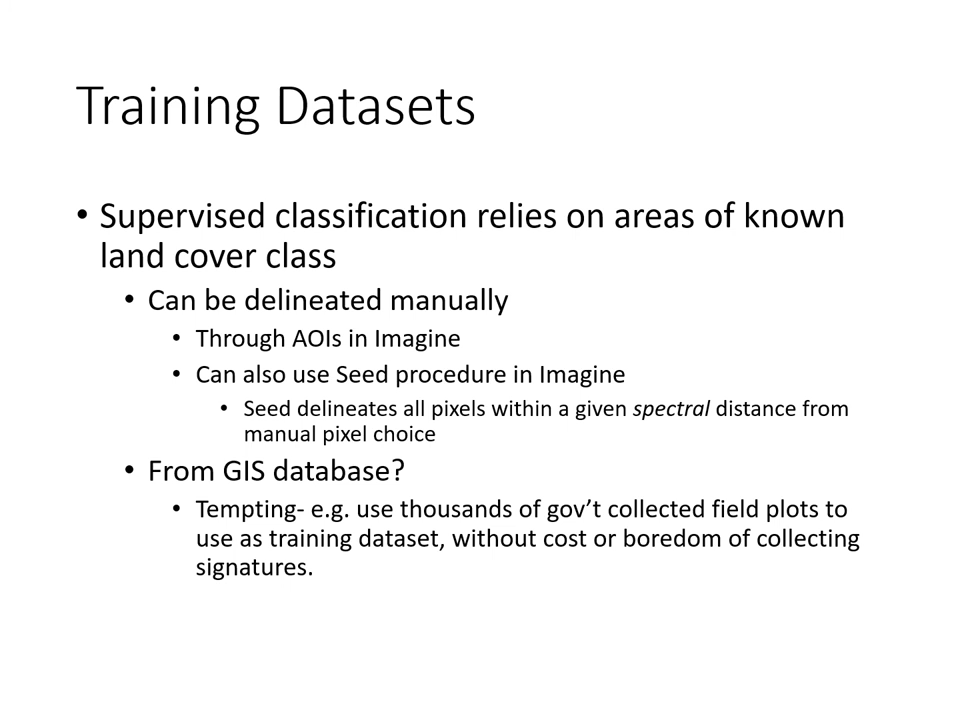 Training Datasets
• Supervised classification relies on areas of known
land cover class
• Can be delineated manually
• Through AOIs in Imagine
• Can also use Seed procedure in Imagine
• Seed delineates all pixels within a given spectral distance from
manual pixel choice
• From GIS database?
• Tempting- e.g. use thousands of gov’t collected field plots to
use as training dataset, without cost or boredom of collecting
signatures.